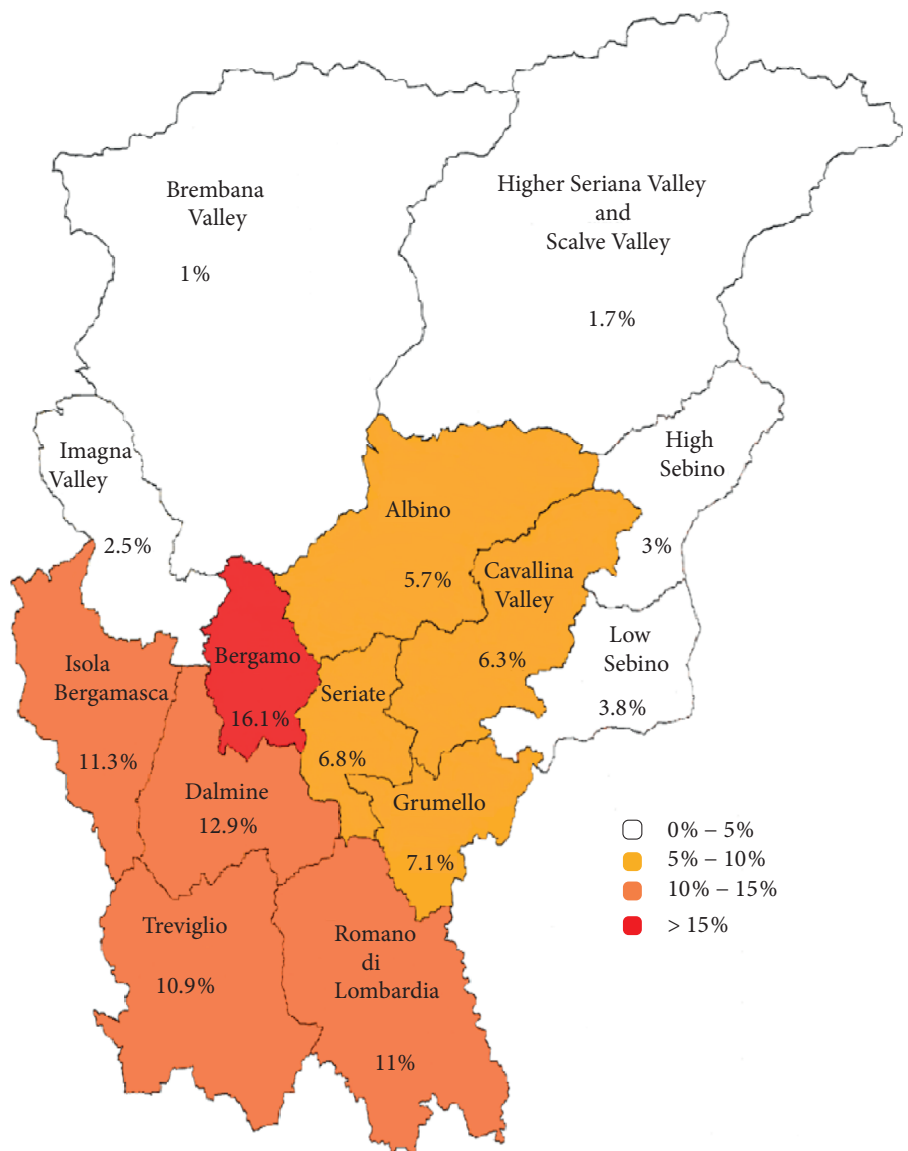 Brembana
Valley
1%
Higher Seriana Valley
and
Scalve Valley
1.7%
Imagna
Valley
2.5%
High
Sebino
3%
Albino
5.7%
Cavallina
Valley
6.3%
Low
Sebino
3.8%
Bergamo
16.1%
Isola
Bergamasca
11.3%
Seriate
6.8%
Dalmine
12.9%
Grumello
7.1%
Treviglio
10.9%
Romano
di
Lombardia
11%
0% – 5%
5% – 10%
10% – 15%
> 15%